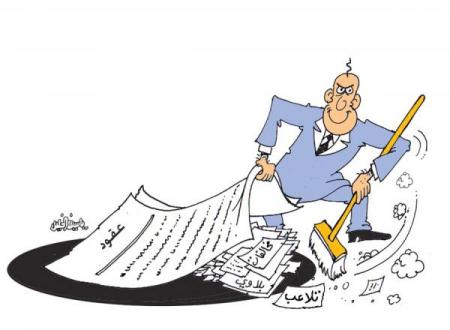 عقود
مخالفات
بلاوي
تلاعب